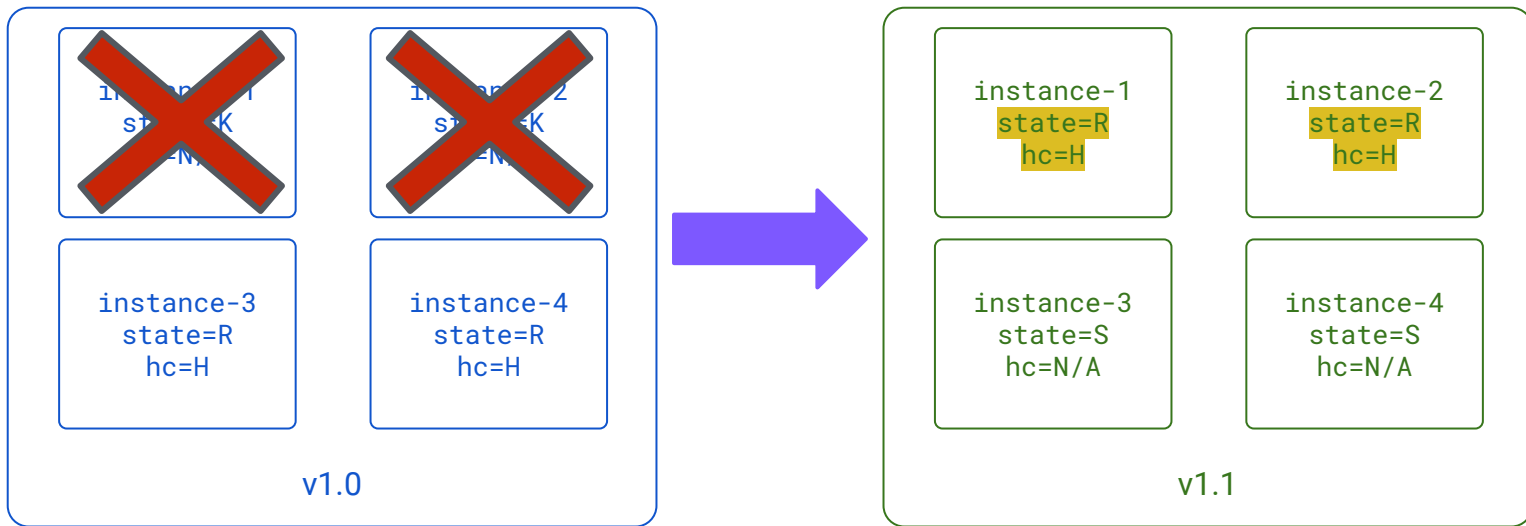 state=K
instance-3
state=R
hc=H
instance-4
state=R
hc=H
v1.0
instance-1
state=R
hc=H
instance-2
state=R
hc=H
instance-3
state=S
hc=N/A
instance-4
state=S
hc=N/A
v1.1